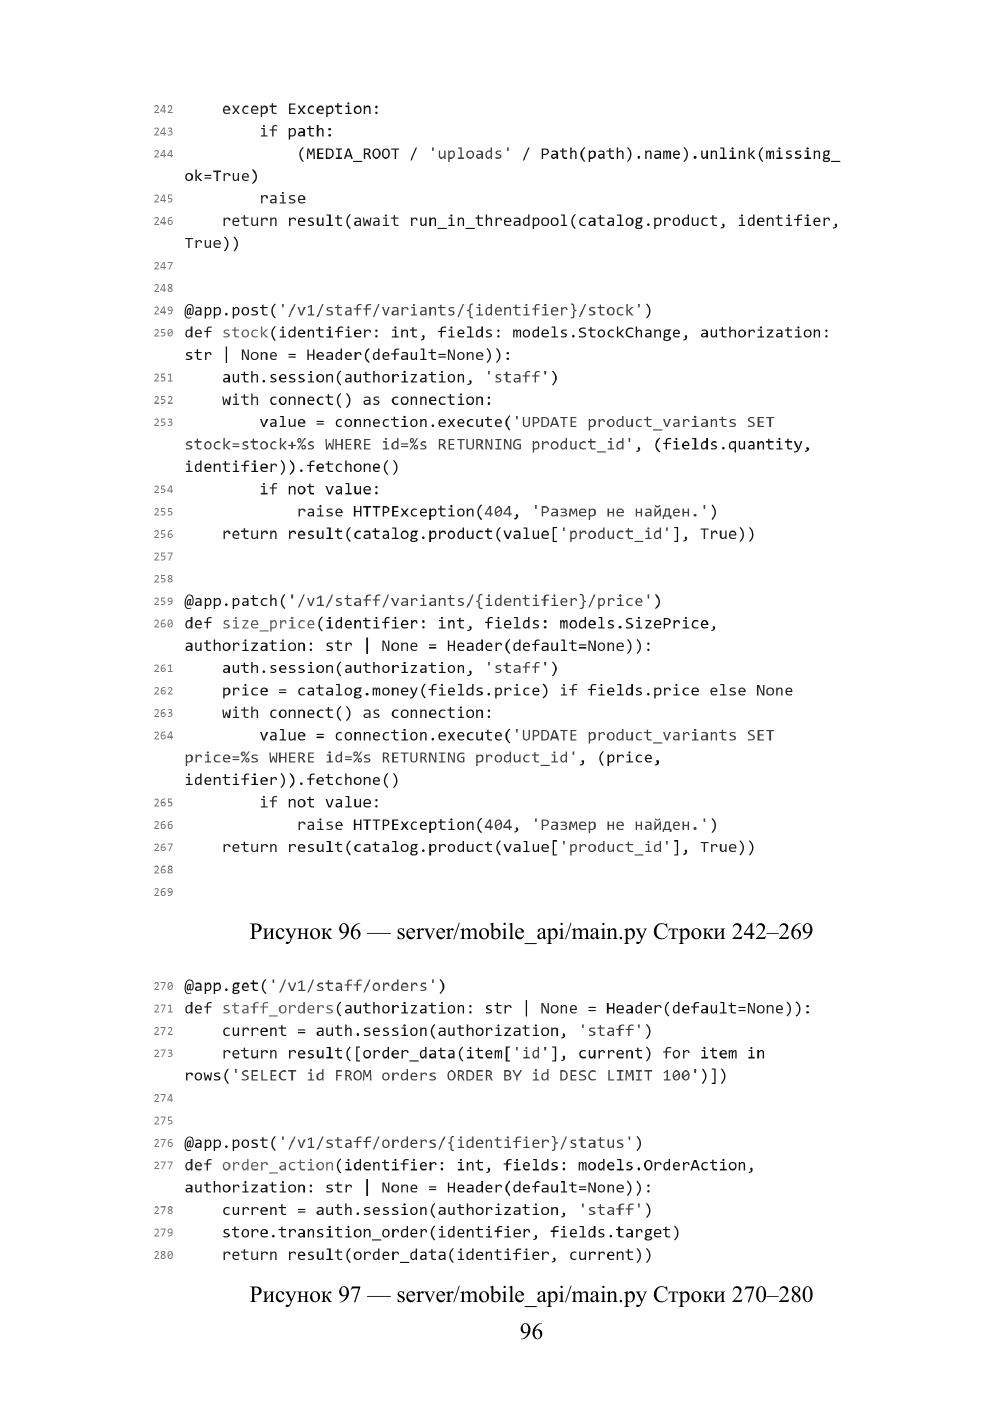 242     except Exception:
243         if path:
244             (MEDIA_ROOT / 'uploads' / Path(path).name).unlink(missing_
ok=True)
245         raise
246     return result(await run_in_threadpool(catalog.product, identifier,
True))
247
248
249 @app.post('/v1/staff/variants/{identifier}/stock')
250 def stock(identifier: int, fields: models.StockChange, authorization:
str | None = Header(default=None)):
251     auth.session(authorization, 'staff')
252     with connect() as connection:
253         value = connection.execute('UPDATE product_variants SET
stock=stock+%s WHERE id=%s RETURNING product_id', (fields.quantity,
identifier)).fetchone()
254         if not value:
255             raise HTTPException(404, 'Размер не найден.')
256     return result(catalog.product(value['product_id'], True))
257
258
259 @app.patch('/v1/staff/variants/{identifier}/price')
260 def size_price(identifier: int, fields: models.SizePrice,
authorization: str | None = Header(default=None)):
261     auth.session(authorization, 'staff')
262     price = catalog.money(fields.price) if fields.price else None
263     with connect() as connection:
264         value = connection.execute('UPDATE product_variants SET
price=%s WHERE id=%s RETURNING product_id', (price,
identifier)).fetchone()
265         if not value:
266             raise HTTPException(404, 'Размер не найден.')
267     return result(catalog.product(value['product_id'], True))
268
269
Рисунок 96 — server/mobile_api/main.py Строки 242–269
270 @app.get('/v1/staff/orders')
271 def staff_orders(authorization: str | None = Header(default=None)):
272     current = auth.session(authorization, 'staff')
273     return result([order_data(item['id'], current) for item in
rows('SELECT id FROM orders ORDER BY id DESC LIMIT 100')])
274
275
276 @app.post('/v1/staff/orders/{identifier}/status')
277 def order_action(identifier: int, fields: models.OrderAction,
authorization: str | None = Header(default=None)):
278     current = auth.session(authorization, 'staff')
279     store.transition_order(identifier, fields.target)
280     return result(order_data(identifier, current))
Рисунок 97 — server/mobile_api/main.py Строки 270–280
96